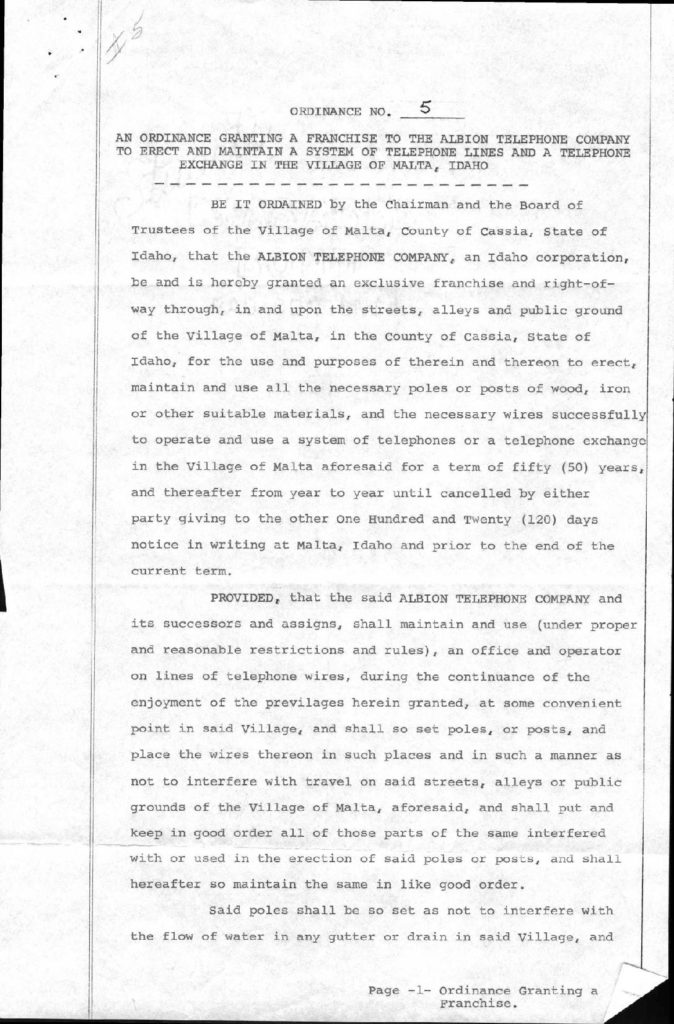 5
ORDINANCE NO. 5
AN ORDINANCE GRANTING A FRANCHISE TO THE ALBION TELEPHONE COMPANY
TO ERECT AND MAINTAIN A SYSTEM OF TELEPHONE LINES AND A TELEPHONE
EXCHANGE IN THE VILLAGE OF MALTA, IDAHO
BE IT ORDAINED by the Chairman and the Board of
Trustees of the Village of Malta, County of Cassia, State of
Idaho, that the ALBION TELEPHONE COMPANY, an Idaho corporation,
be and is hereby granted an exclusive franchise and right-of-
way through, in and upon the streets, alleys and public ground
of the Village of Malta, in the County of Cassia, State of
Idaho, for the use and purposes of therein and thereon to erect,
maintain and use all the necessary poles or posts of wood, iron
or other suitable materials, and the necessary wires successfully
to operate and use a system of telephones or a telephone exchange
in the Village of Malta aforesaid for a term of fifty (50) years,
and thereafter from year to year until cancelled by either
party giving to the other One Hundred and Twenty (120) days
notice in writing at Malta, Idaho and prior to the end of the
current term.
PROVIDED, that the said ALBION TELEPHONE COMPANY and
its successors and assigns, shall maintain and use (under proper
and reasonable restrictions and rules), an office and operator
on lines of telephone wires, during the continuance of the
enjoyment of the previlages herein granted, at some convenient
point in said Village, and shall so set poles, or posts, and
place the wires thereon in such places and in such a manner as
not to interfere with travel on said streets, alleys or public
grounds of the Village of Malta, aforesaid, and shall put and
keep in good order all of those parts of the same interfered
with or used in the erection of said poles or posts, and shall
hereafter so maintain the same in like good order.
Said poles shall be so set as not to interfere with
the flow of water in any gutter or drain in said Village, and
Page -1- Ordinance Granting a
Franchise.